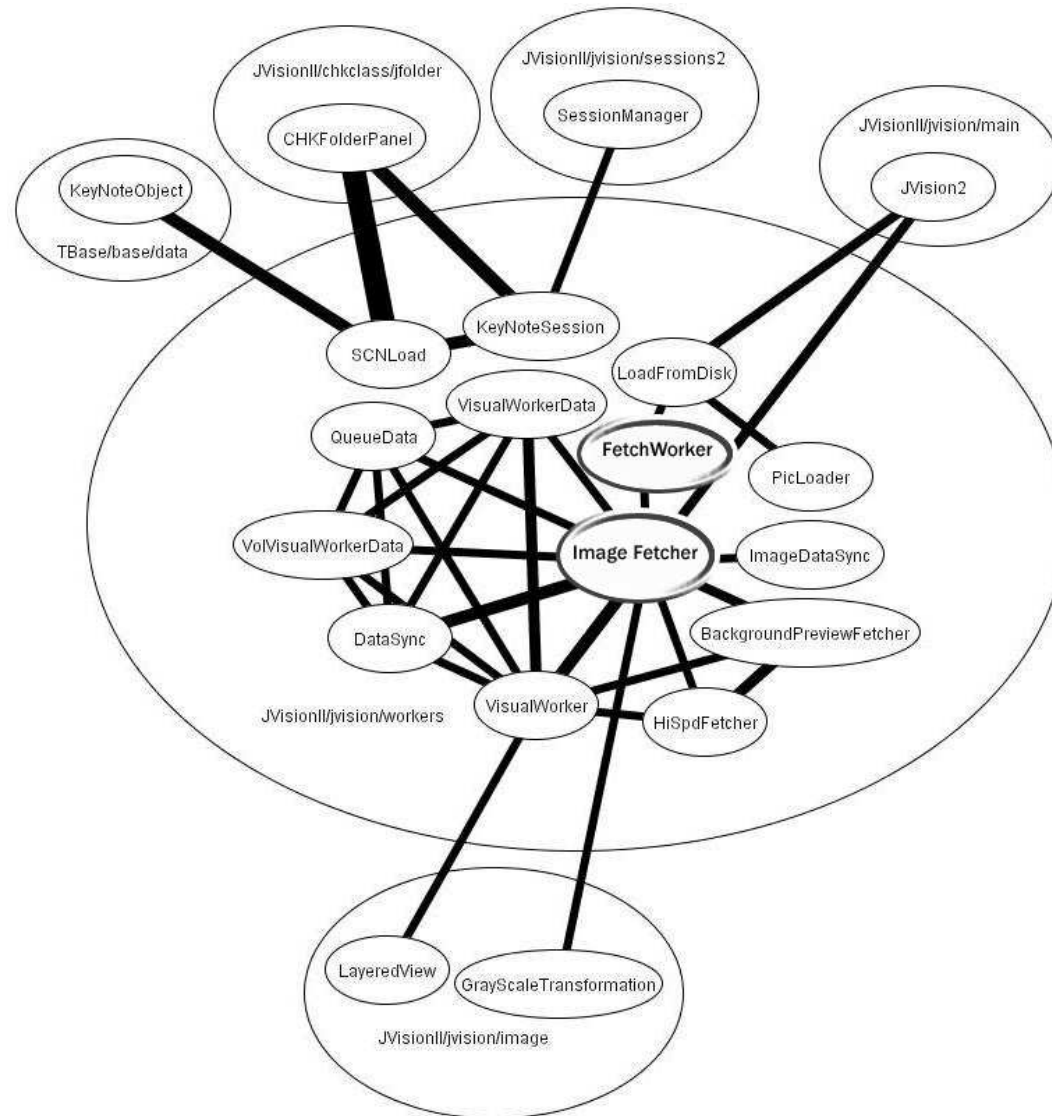 JVisionII/jvision/sessions2
JVisionII/chkclass/jfolder
SessionManager
JVisionII/jvision/main
CHKFolderPanel
JVision2
KeyNoteObject
TBase/base/data
KeyNoteSession
SCNLoad
LoadFromDisk
VisualWorkerData
QueueData
FetchWorker
PicLoader
VolVisualWorkerData
Image Fetcher
ImageDataSync
DataSync
BackgroundPreviewFetcher
VisualWorker
JVisionII/jvision/workers
HiSpdFetcher
LayeredView
GrayScaleTransformation
JVisionII/jvision/image